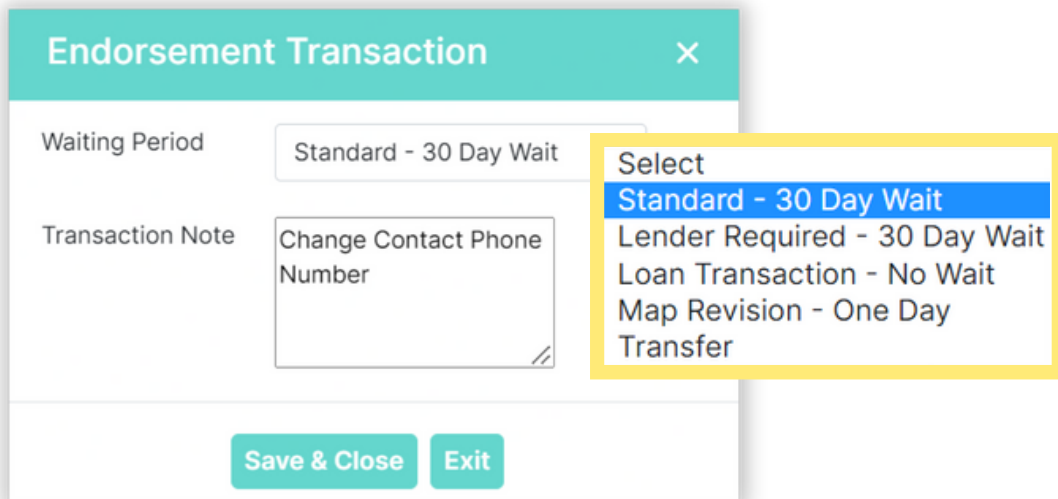 Endorsement Transaction ×
Waiting Period
Standard - 30 Day Wait
Transaction Note
Change Contact Phone
Number
Select
Standard - 30 Day Wait
Lender Required - 30 Day Wait
Loan Transaction - No Wait
Map Revision - One Day
Transfer
Save & Close
Exit